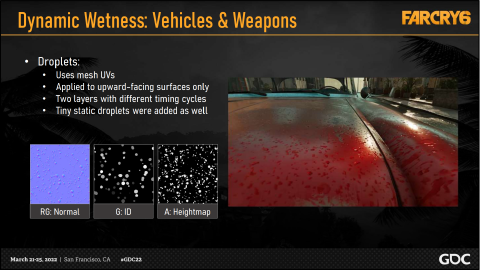 Dynamic Wetness: Vehicles & Weapons
FARCRY6
• Droplets:
• Uses mesh UVs
• Applied to upward-facing surfaces only
• Two layers with different timing cycles
• Tiny static droplets were added as well
RG: Normal
G: ID
A: Heightmap
March 21-25, 2022 | San Francisco, CA #GDC22
GDC